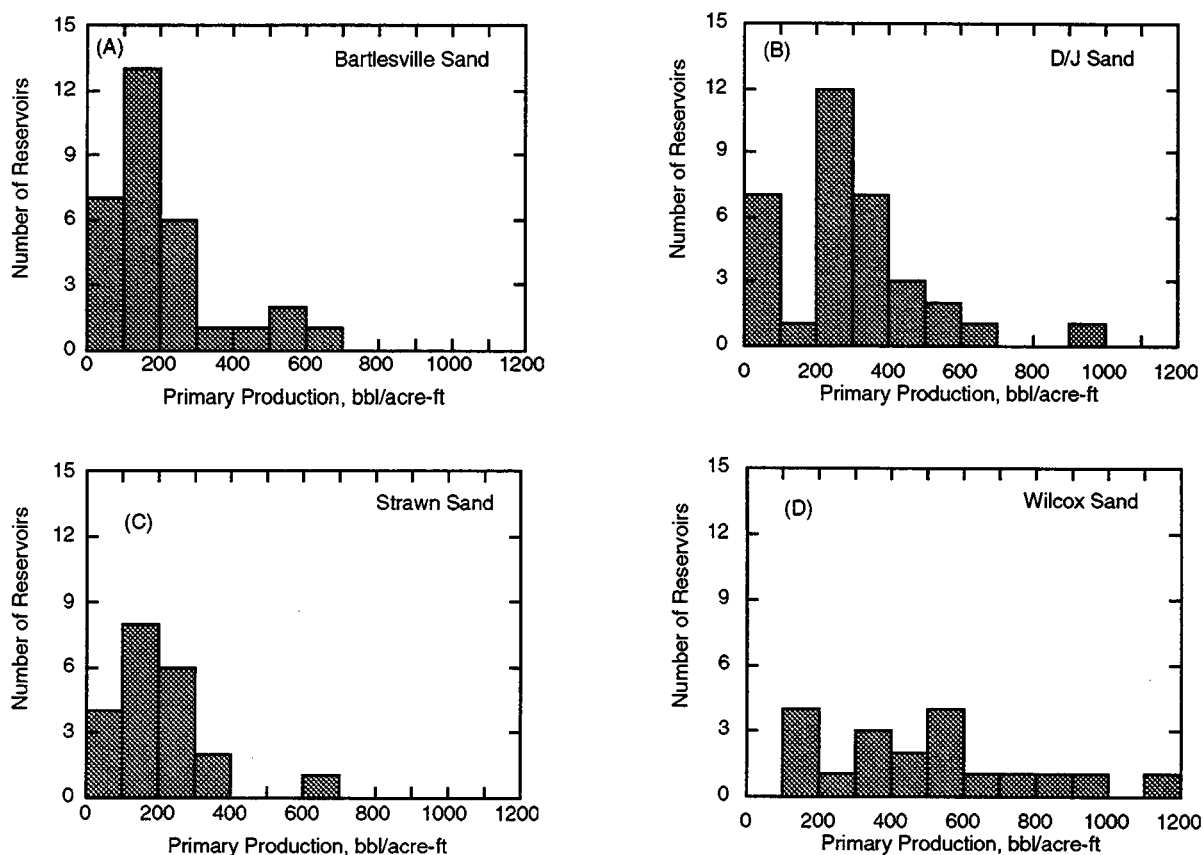 (A)
Bartlesville Sand
Number of Reservoirs
15
12
9
6
3
0
0 200 400 600 800 1000 1200
Primary Production, bbl/acre-ft
(B)
D/J Sand
Number of Reservoirs
15
12
9
6
3
0
0 200 400 600 800 1000 1200
Primary Production, bbl/acre-ft
(C)
Strawn Sand
Number of Reservoirs
15
12
9
6
3
0
0 200 400 600 800 1000 1200
Primary Production, bbl/acre-ft
(D)
Wilcox Sand
Number of Reservoirs
15
12
9
6
3
0
0 200 400 600 800 1000 1200
Primary Production, bbl/acre-ft